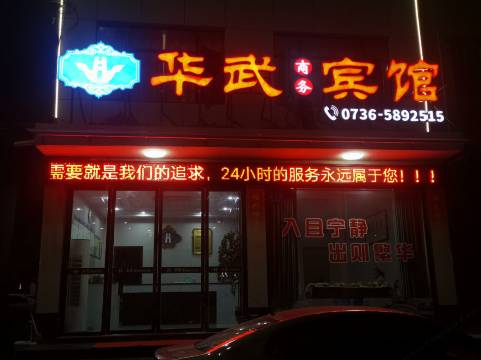 华武商务宾馆
0736-5892515
需要就是我们的追求，24小时的服务永远属于您！！！
入目宁静
出则繁华